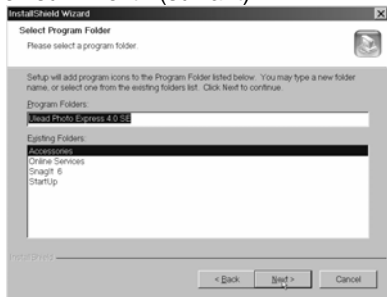 InstallShield Wizard
Select Program Folder
Please select a program folder.
Setup will add program icons to the Program Folder listed below. You may type a new folder
name, or select one from the existing folders list. Click Next to continue.
Program Folders:
Ulead Photo Express 4.0 SE
Existing Folders:
Accessories
Online Services
SnagIt 6
StartUp
InstallShield
< Back Next > Cancel